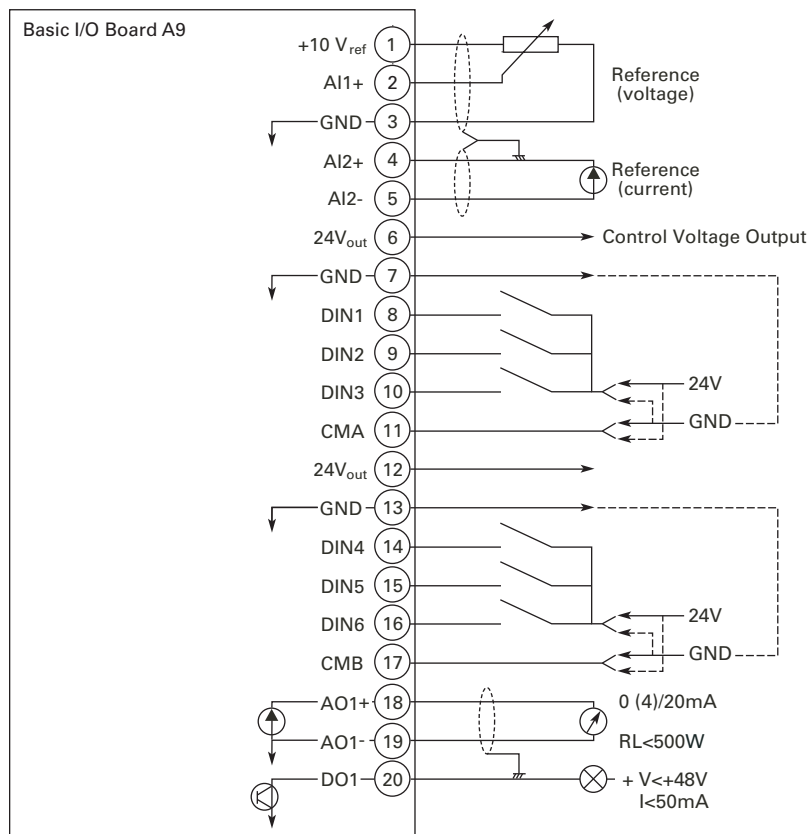 Basic I/O Board A9
+10 Vref 1
AI1+ 2
Reference
(voltage)
GND 3
AI2+ 4
Reference
(current)
AI2- 5
24Vout 6 Control Voltage Output
GND 7
DIN1 8
DIN2 9
DIN3 10
24V
GND
CMA 11
24Vout 12
GND 13
DIN4 14
DIN5 15
DIN6 16
24V
GND
CMB 17
AO1+ 18 0 (4)/20mA
AO1- 19 RL<500W
DO1 20 + V<+48V
I<50mA